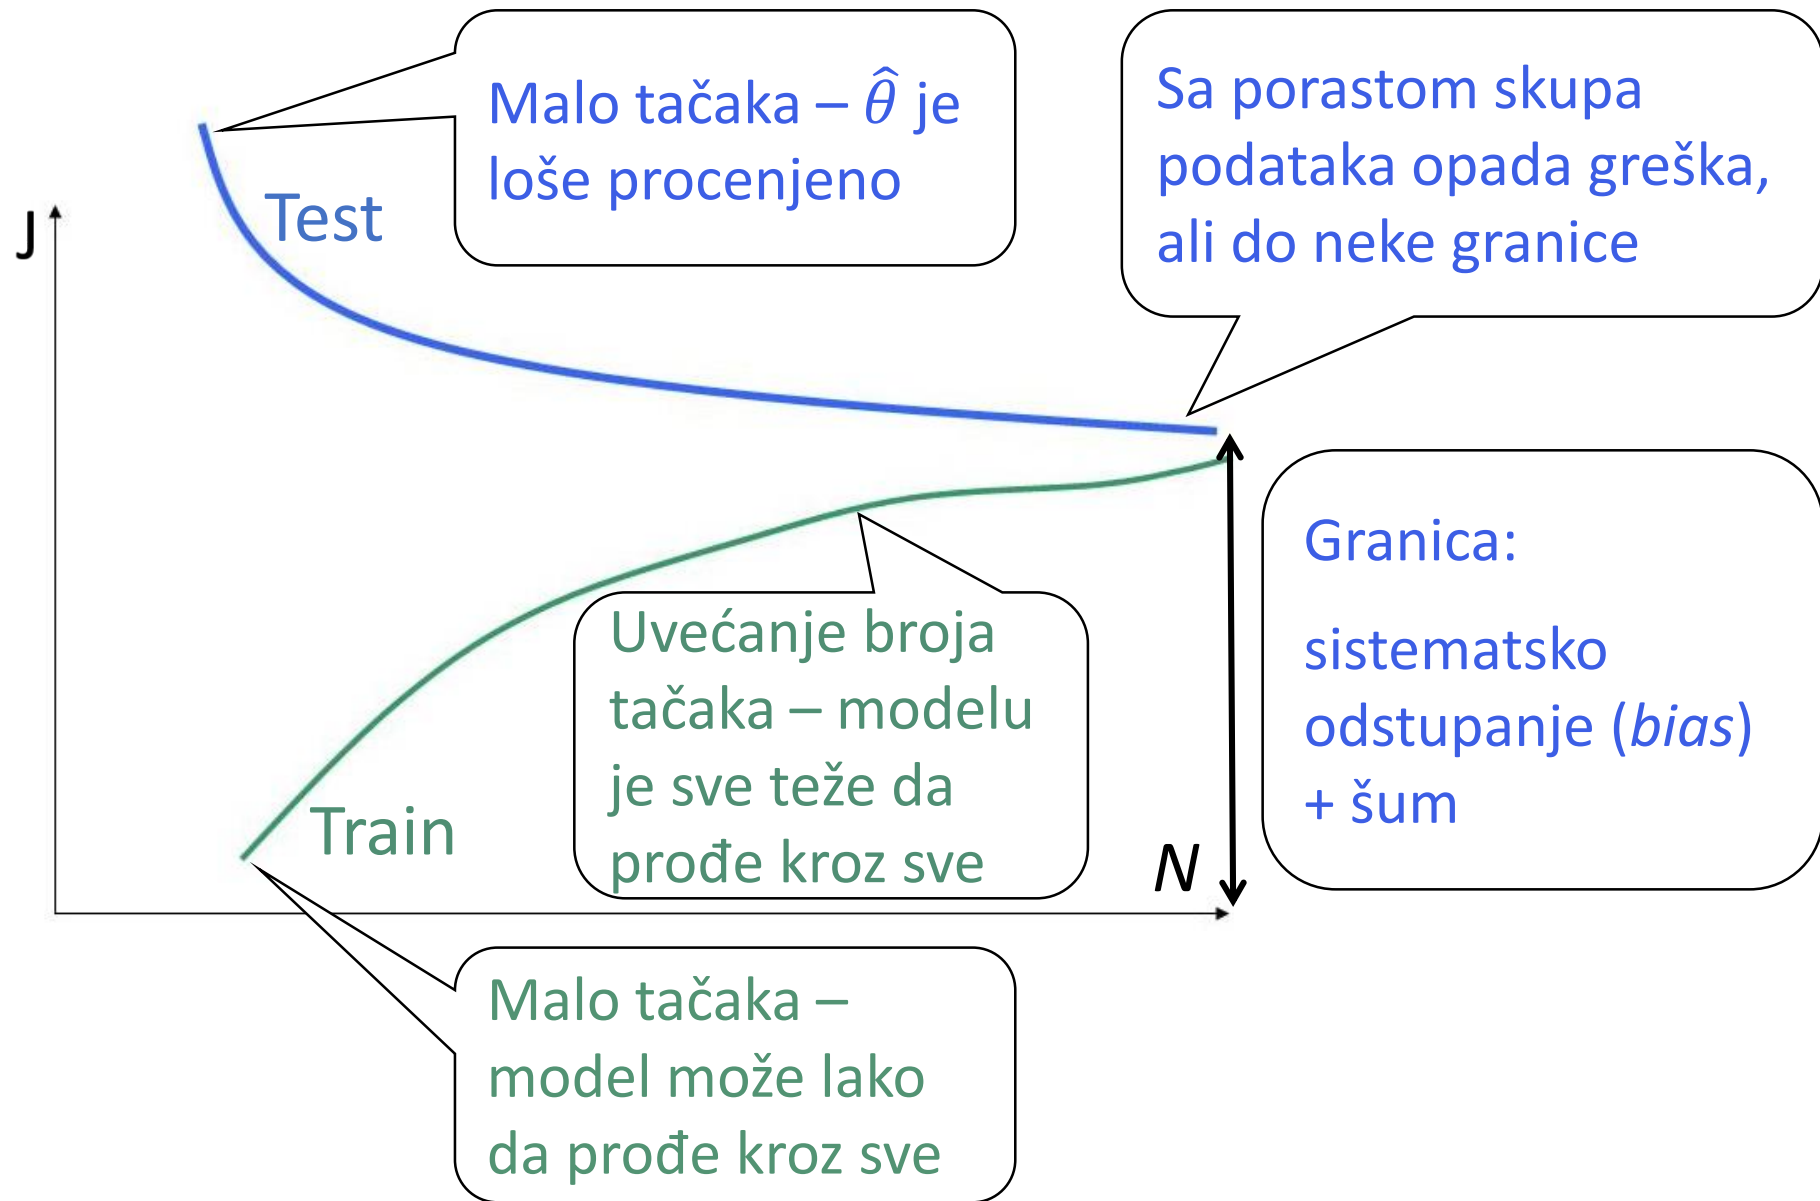 Malo tačaka – θ̂ je
loše procenjeno
Sa porastom skupa
podataka opada greška,
ali do neke granice
J
Test
Granica:
sistematsko
odstupanje (bias)
+ šum
Uvećanje broja
tačaka – modelu
je sve teže da
prođe kroz sve
Train
N
Malo tačaka –
model može lako
da prođe kroz sve